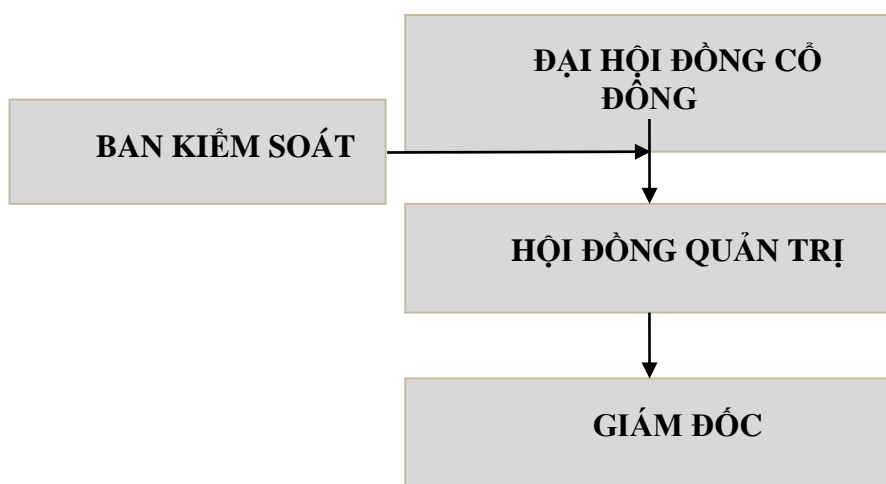 ĐẠI HỘI ĐỒNG CỔ
ĐÔNG
BAN KIỂM SOÁT
HỘI ĐỒNG QUẢN TRỊ
GIÁM ĐỐC